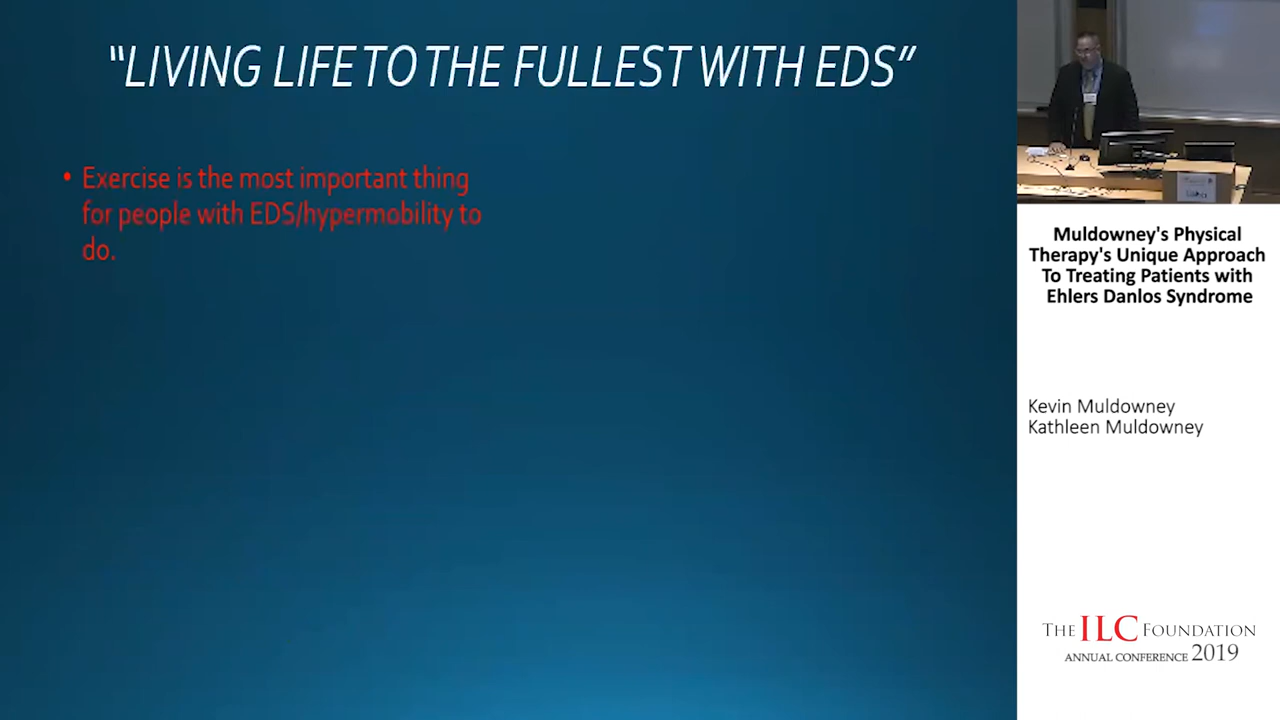 “LIVING LIFE TO THE FULLEST WITH EDS”
• Exercise is the most important thing
for people with EDS/hypermobility to
do.
Muldowney's Physical
Therapy's Unique Approach
To Treating Patients with
Ehlers Danlos Syndrome
Kevin Muldowney
Kathleen Muldowney
THE ILC FOUNDATION
ANNUAL CONFERENCE 2019